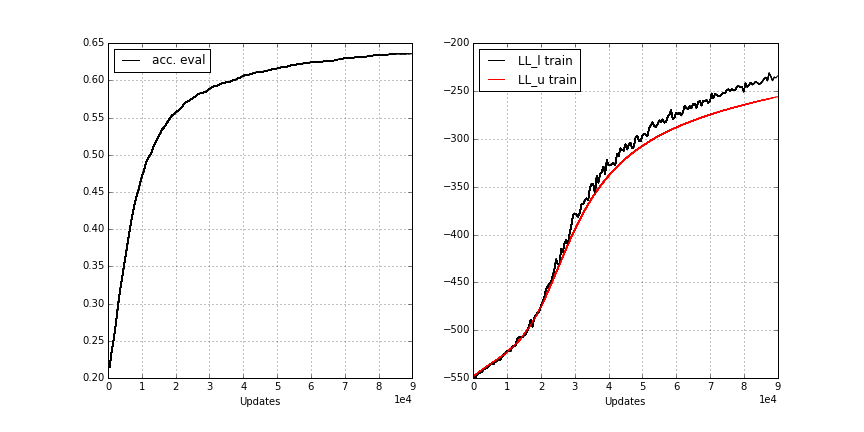 acc. eval
0.65
0.60
0.55
0.50
0.45
0.40
0.35
0.30
0.25
0.20
0 1 2 3 4 5 6 7 8 9
Updates 1e4
LL_l train
LL_u train
−200
−250
−300
−350
−400
−450
−500
−550
0 1 2 3 4 5 6 7 8 9
Updates 1e4